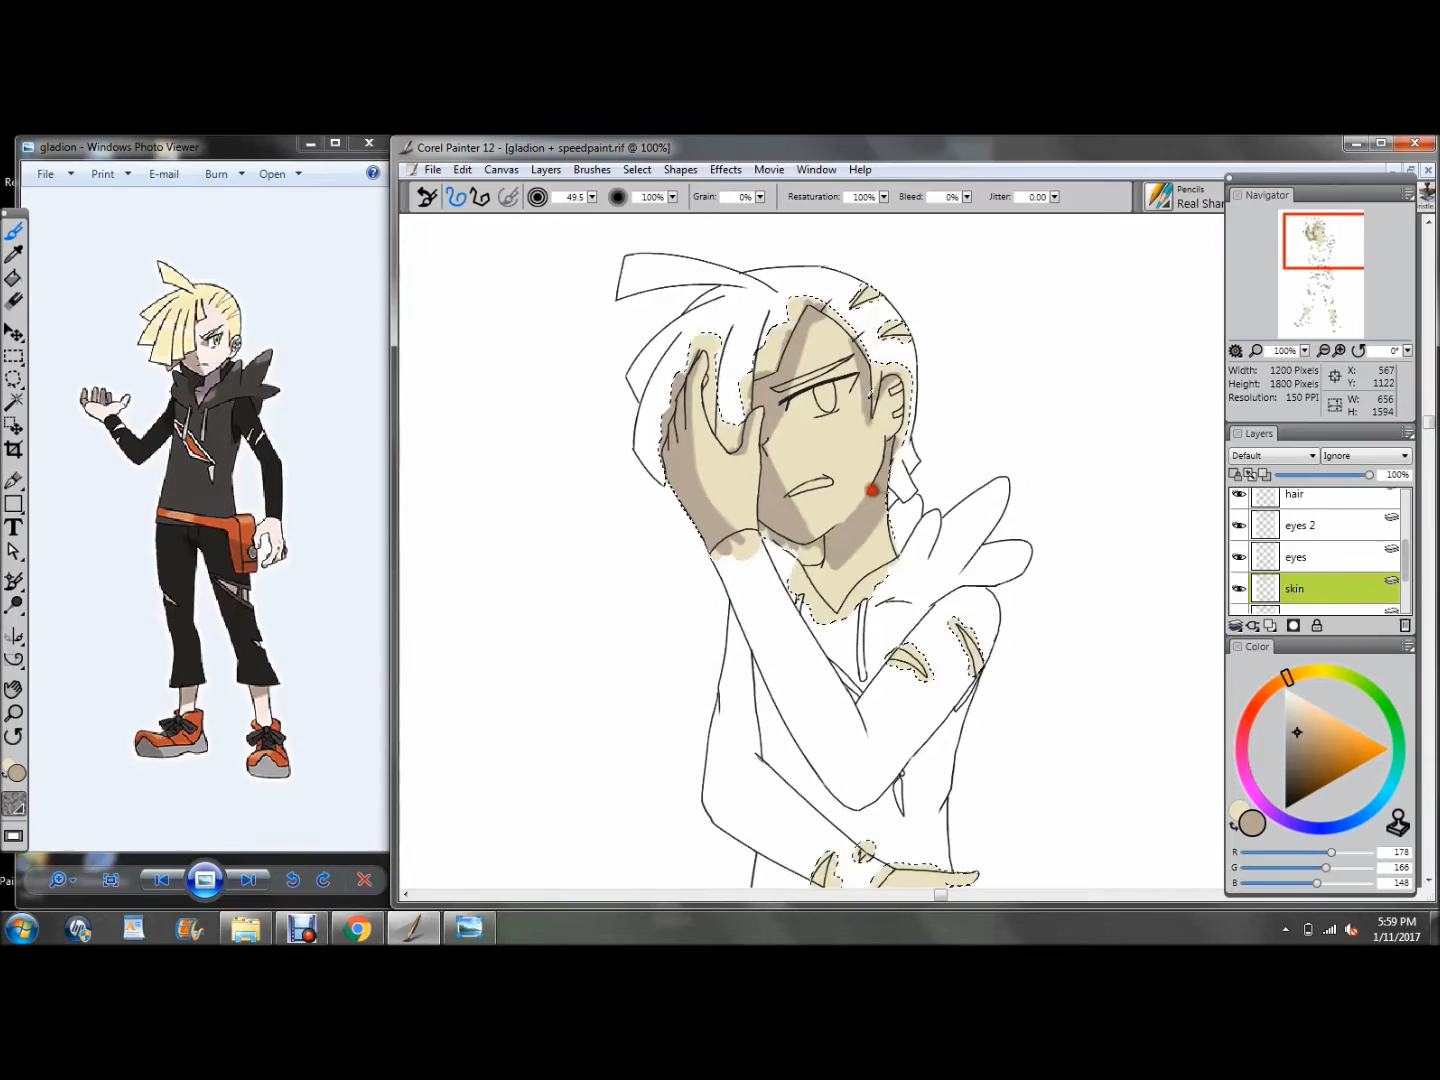 gladion - Windows Photo Viewer
File Print E-mail Burn Open
Corel Painter 12 - [gladion + speedpaint.rif @ 100%]
File Edit Canvas Layers Brushes Select Shapes Effects Movie Window Help
49.5 100% Grain: 0% Resaturation: 100% Bleed: 0% Jitter: 0.00
Pencils
Real Shar
Navigator
100% 0°
Width: 1200 Pixels
Height: 1800 Pixels
Resolution: 150 PPI
X: 567
Y: 1122
W: 656
H: 1594
Layers
Default Ignore
100%
hair
eyes 2
eyes
skin
Color
R 178
G 166
B 148
T
5:59 PM
1/11/2017